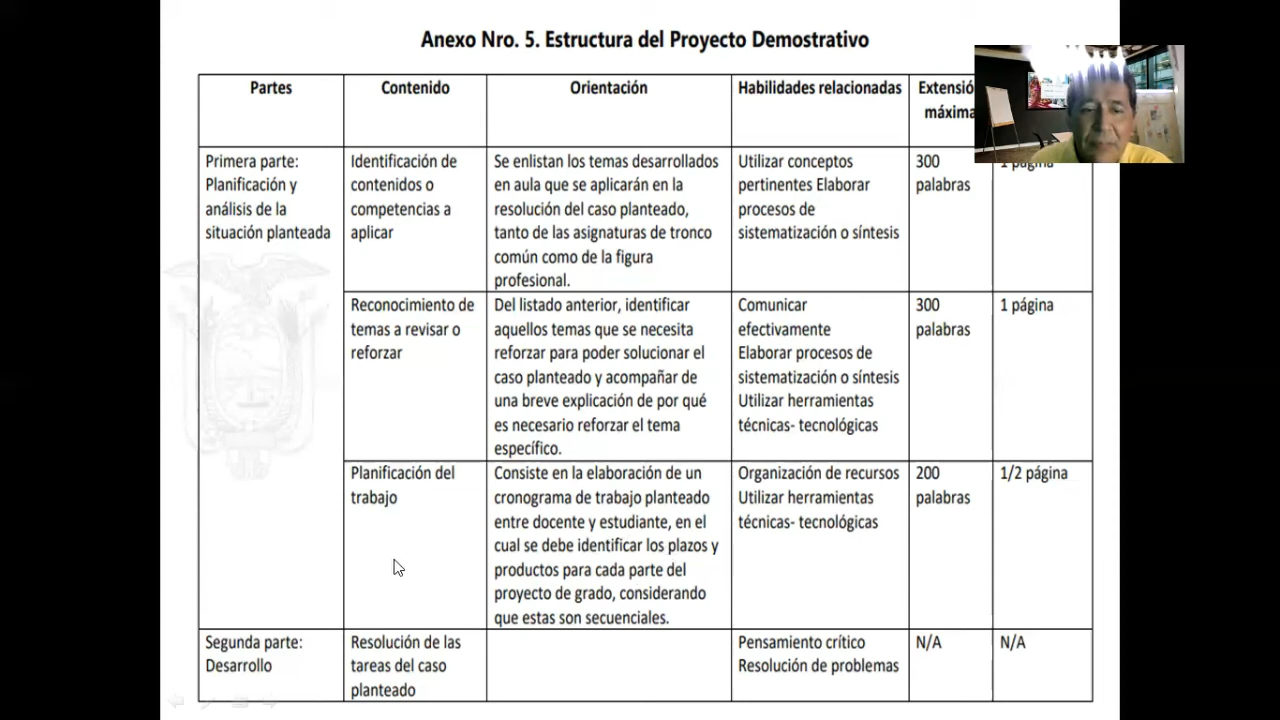 Anexo Nro. 5. Estructura del Proyecto Demostrativo
Partes
Contenido
Orientación
Habilidades relacionadas
Extensió
máxima
Primera parte:
Planificación y
análisis de la
situación planteada
Identificación de
contenidos o
competencias a
aplicar
Se enlistan los temas desarrollados
en aula que se aplicarán en la
resolución del caso planteado,
tanto de las asignaturas de tronco
común como de la figura
profesional.
Utilizar conceptos
pertinentes Elaborar
procesos de
sistematización o síntesis
300
palabras
1 página
Reconocimiento de
temas a revisar o
reforzar
Del listado anterior, identificar
aquellos temas que se necesita
reforzar para poder solucionar el
caso planteado y acompañar de
una breve explicación de por qué
es necesario reforzar el tema
específico.
Comunicar
efectivamente
Elaborar procesos de
sistematización o síntesis
Utilizar herramientas
técnicas- tecnológicas
300
palabras
1 página
Planificación del
trabajo
Consiste en la elaboración de un
cronograma de trabajo planteado
entre docente y estudiante, en el
cual se debe identificar los plazos y
productos para cada parte del
proyecto de grado, considerando
que estas son secuenciales.
Organización de recursos
Utilizar herramientas
técnicas- tecnológicas
200
palabras
1/2 página
Segunda parte:
Desarrollo
Resolución de las
tareas del caso
planteado
Pensamiento crítico
Resolución de problemas
N/A
N/A